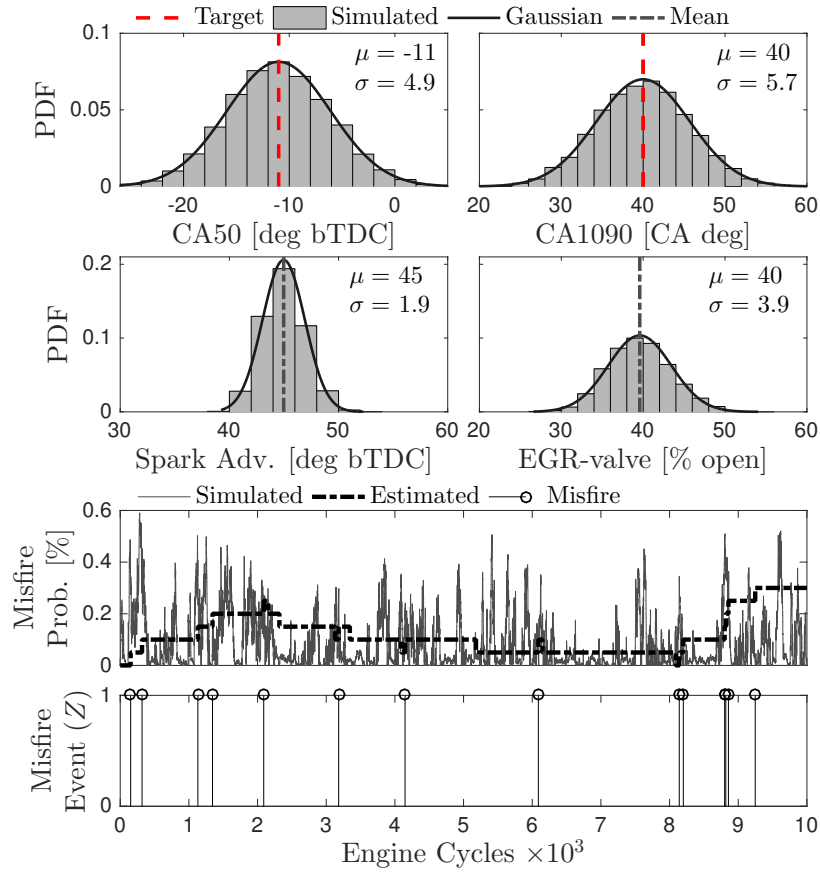 Target Simulated Gaussian Mean
0.1
0.05
0
PDF
μ = -11
σ = 4.9
-20 -10 0
CA50 [deg bTDC]
μ = 40
σ = 5.7
20 30 40 50 60
CA1090 [CA deg]
0.2
0.1
0
PDF
μ = 45
σ = 1.9
30 40 50 60
Spark Adv. [deg bTDC]
μ = 40
σ = 3.9
20 30 40 50 60
EGR-valve [% open]
Simulated Estimated Misfire
0.6
0.4
0.2
0
Misfire
Prob. [%]
1
0
Misfire
Event (Z)
0 1 2 3 4 5 6 7 8 9 10
Engine Cycles ×10³